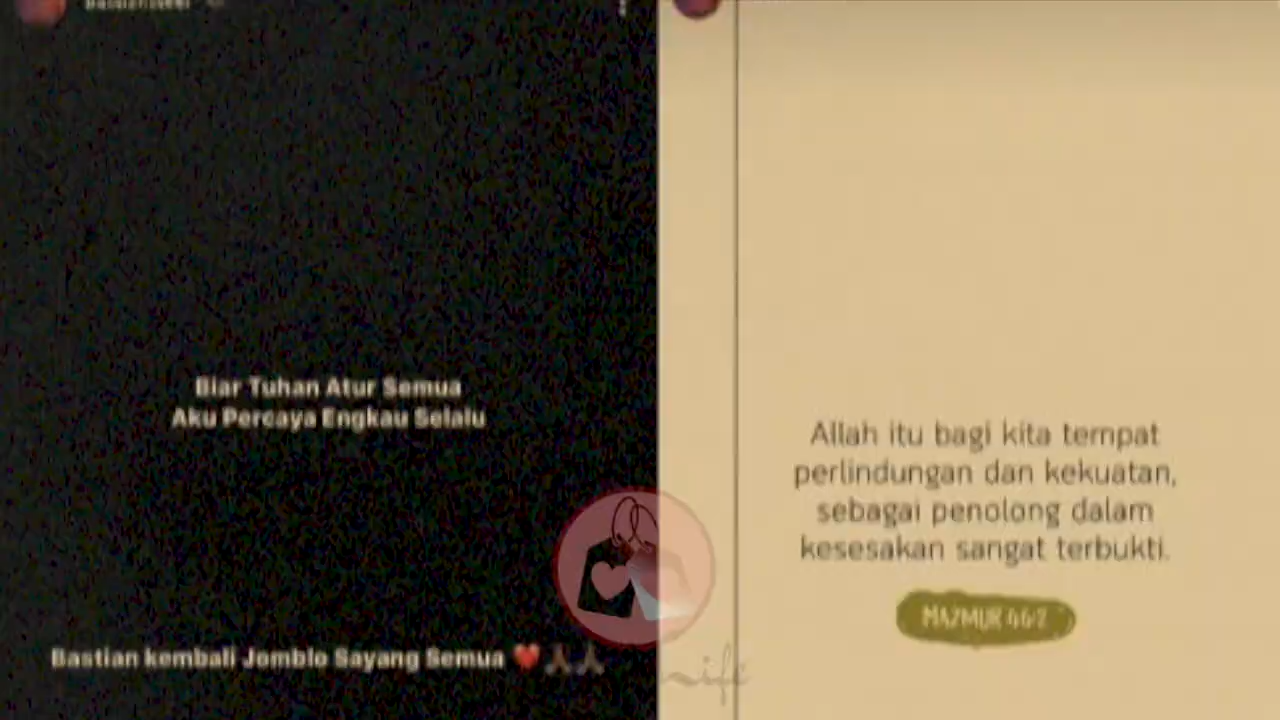 Biar Tuhan Atur Semua
Aku Percaya Engkau Selalu
Bastian kembali Jomblo Sayang Semua ❤️🙏🙏
Allah itu bagi kita tempat
perlindungan dan kekuatan,
sebagai penolong dalam
kesesakan sangat terbukti.
MAZMUR 46:2